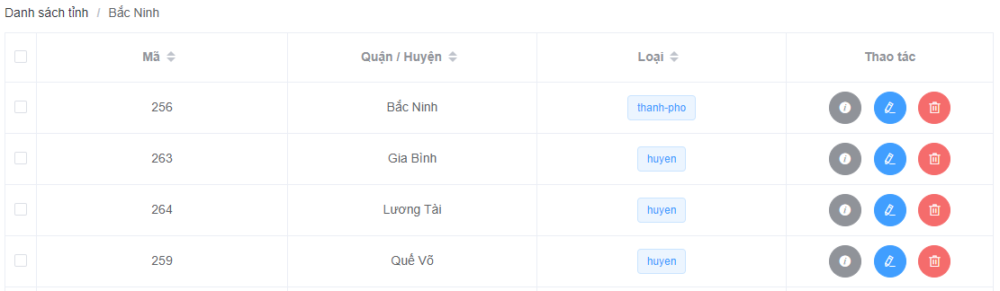 Danh sách tỉnh / Bắc Ninh
Mã Quận / Huyện Loại Thao tác
256 Bắc Ninh thanh-pho
263 Gia Bình huyen
264 Lương Tài huyen
259 Quế Võ huyen